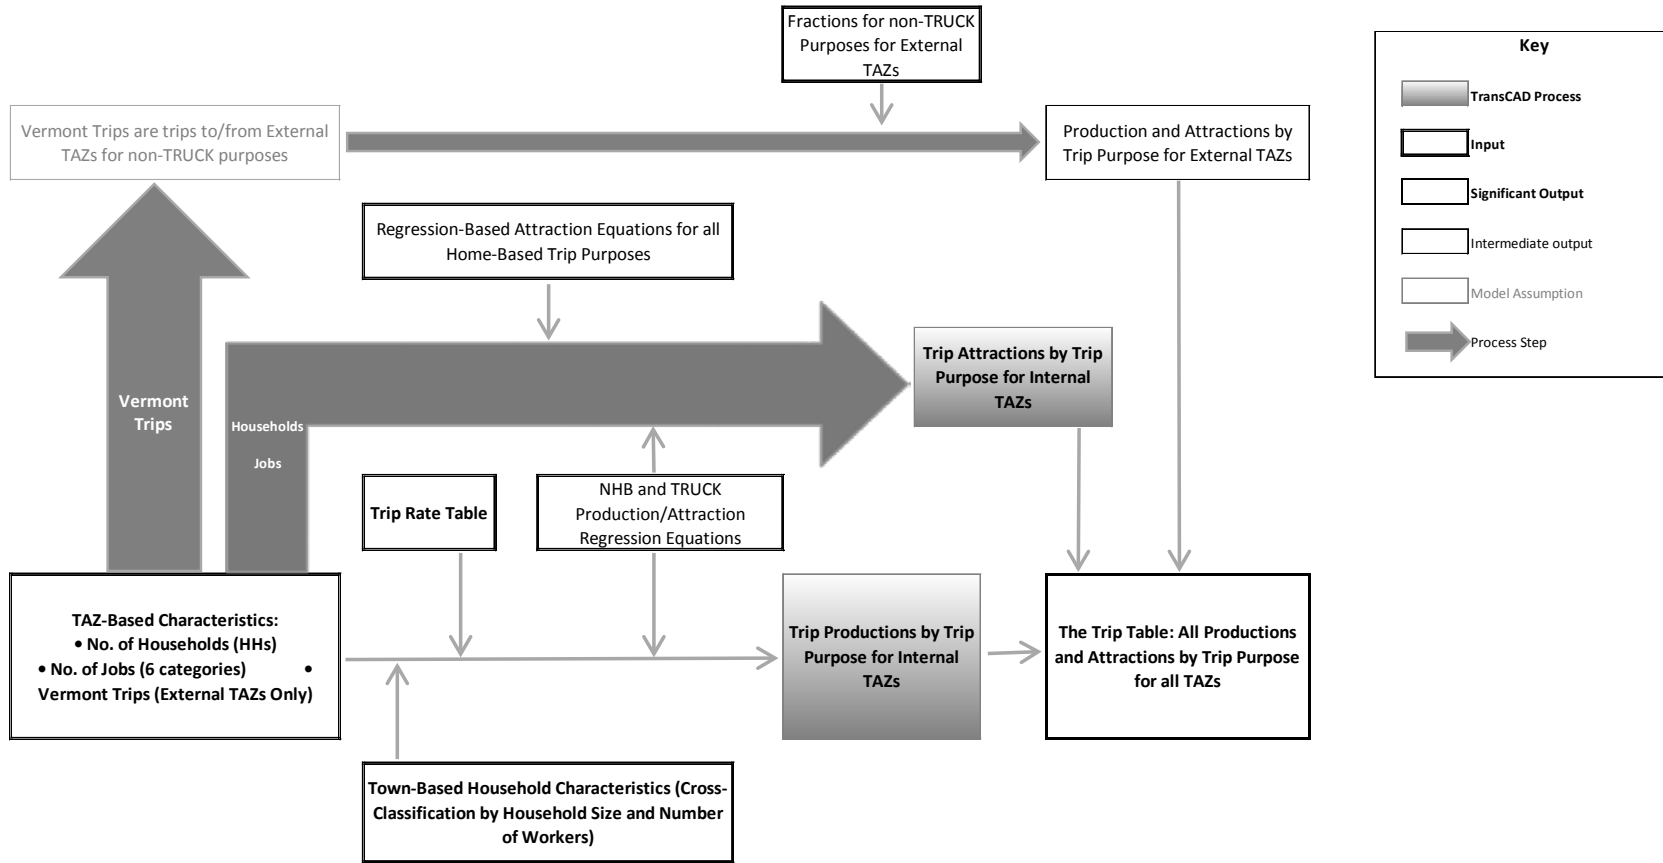 Fractions for non-TRUCK
Purposes for External
TAZs
Key
TransCAD Process
Input
Significant Output
Intermediate output
Model Assumption
Process Step
Vermont Trips are trips to/from External
TAZs for non-TRUCK purposes
Production and Attractions by
Trip Purpose for External TAZs
Regression-Based Attraction Equations for all
Home-Based Trip Purposes
Vermont
Trips
Households
Jobs
Trip Attractions by Trip
Purpose for Internal
TAZs
Trip Rate Table
NHB and TRUCK
Production/Attraction
Regression Equations
TAZ-Based Characteristics:
• No. of Households (HHs)
• No. of Jobs (6 categories) •
Vermont Trips (External TAZs Only)
Trip Productions by Trip
Purpose for Internal
TAZs
The Trip Table: All Productions
and Attractions by Trip Purpose
for all TAZs
Town-Based Household Characteristics (Cross-
Classification by Household Size and Number
of Workers)